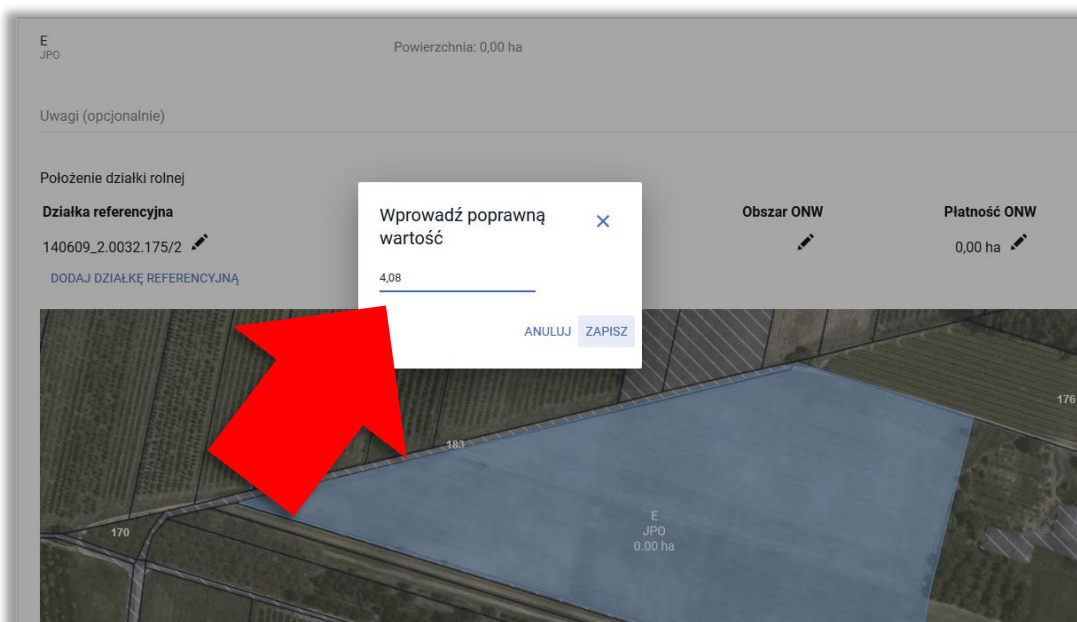 E
JPO
Powierzchnia: 0,00 ha
Uwagi (opcjonalnie)
Położenie działki rolnej
Działka referencyjna
Obszar ONW
Płatność ONW
140609_2.0032.175/2
0,00 ha
DODAJ DZIAŁKĘ REFERENCYJNĄ
Wprowadź poprawną
wartość
4,08
ANULUJ ZAPISZ
176
183
170
E
JPO
0.00 ha